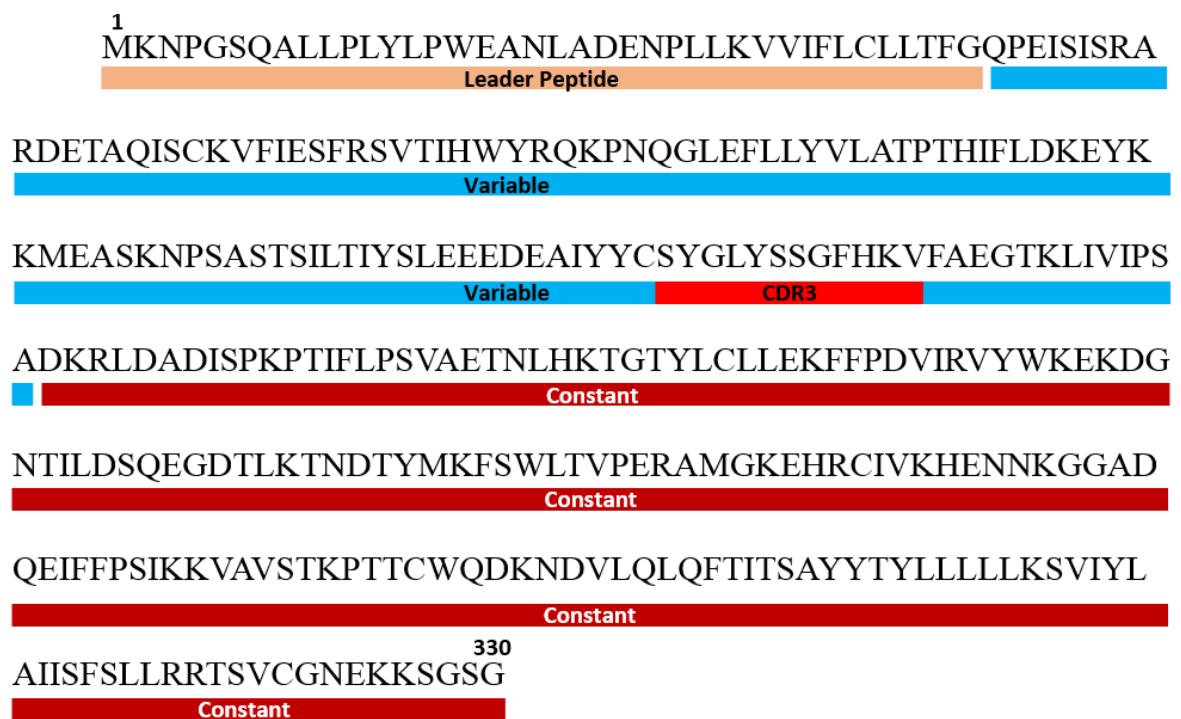 1
MKNPGSQALLPLYLPWEANLADENPLLKVVIFLCLLTFGQPEISISRA
Leader Peptide
RDETAQISCKVFIESFRSVTIHWYRQKPNQGLEFLLYVLATPTHIFLDKEYK
Variable
KMEASKNPSASTSILTIYSLEEEDEAIYYCSYGLYSSGFHKVFAEGTKLIVIPS
Variable CDR3
ADKRLDADISPKPTIFLPSVAETNLHKTGTYLCLLEKFFPDVIRVYWKEKDG
Constant
NTILDSQEGDTLKTNDTYMKFSWLTVPERAMGKEHRCIVKHENNKGGAD
Constant
QEIFFPSIKKVAVSTKPTTCWQDKNDVLQLQFTITSAYYTYLLLLLKSVIYL
Constant
330
AIISFSLLRRTSVCGNEKKSGSG
Constant